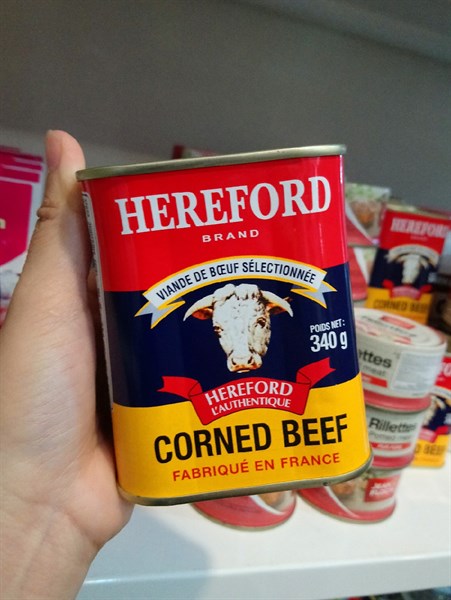 HEREFORD
BRAND
VIANDE DE BŒUF SÉLECTIONNÉE
POIDS NET:
340 g
HEREFORD
L'AUTHENTIQUE
CORNED BEEF
FABRIQUÉ EN FRANCE
HEREFORD
BRAND
CORNED BEEF
Rillettes